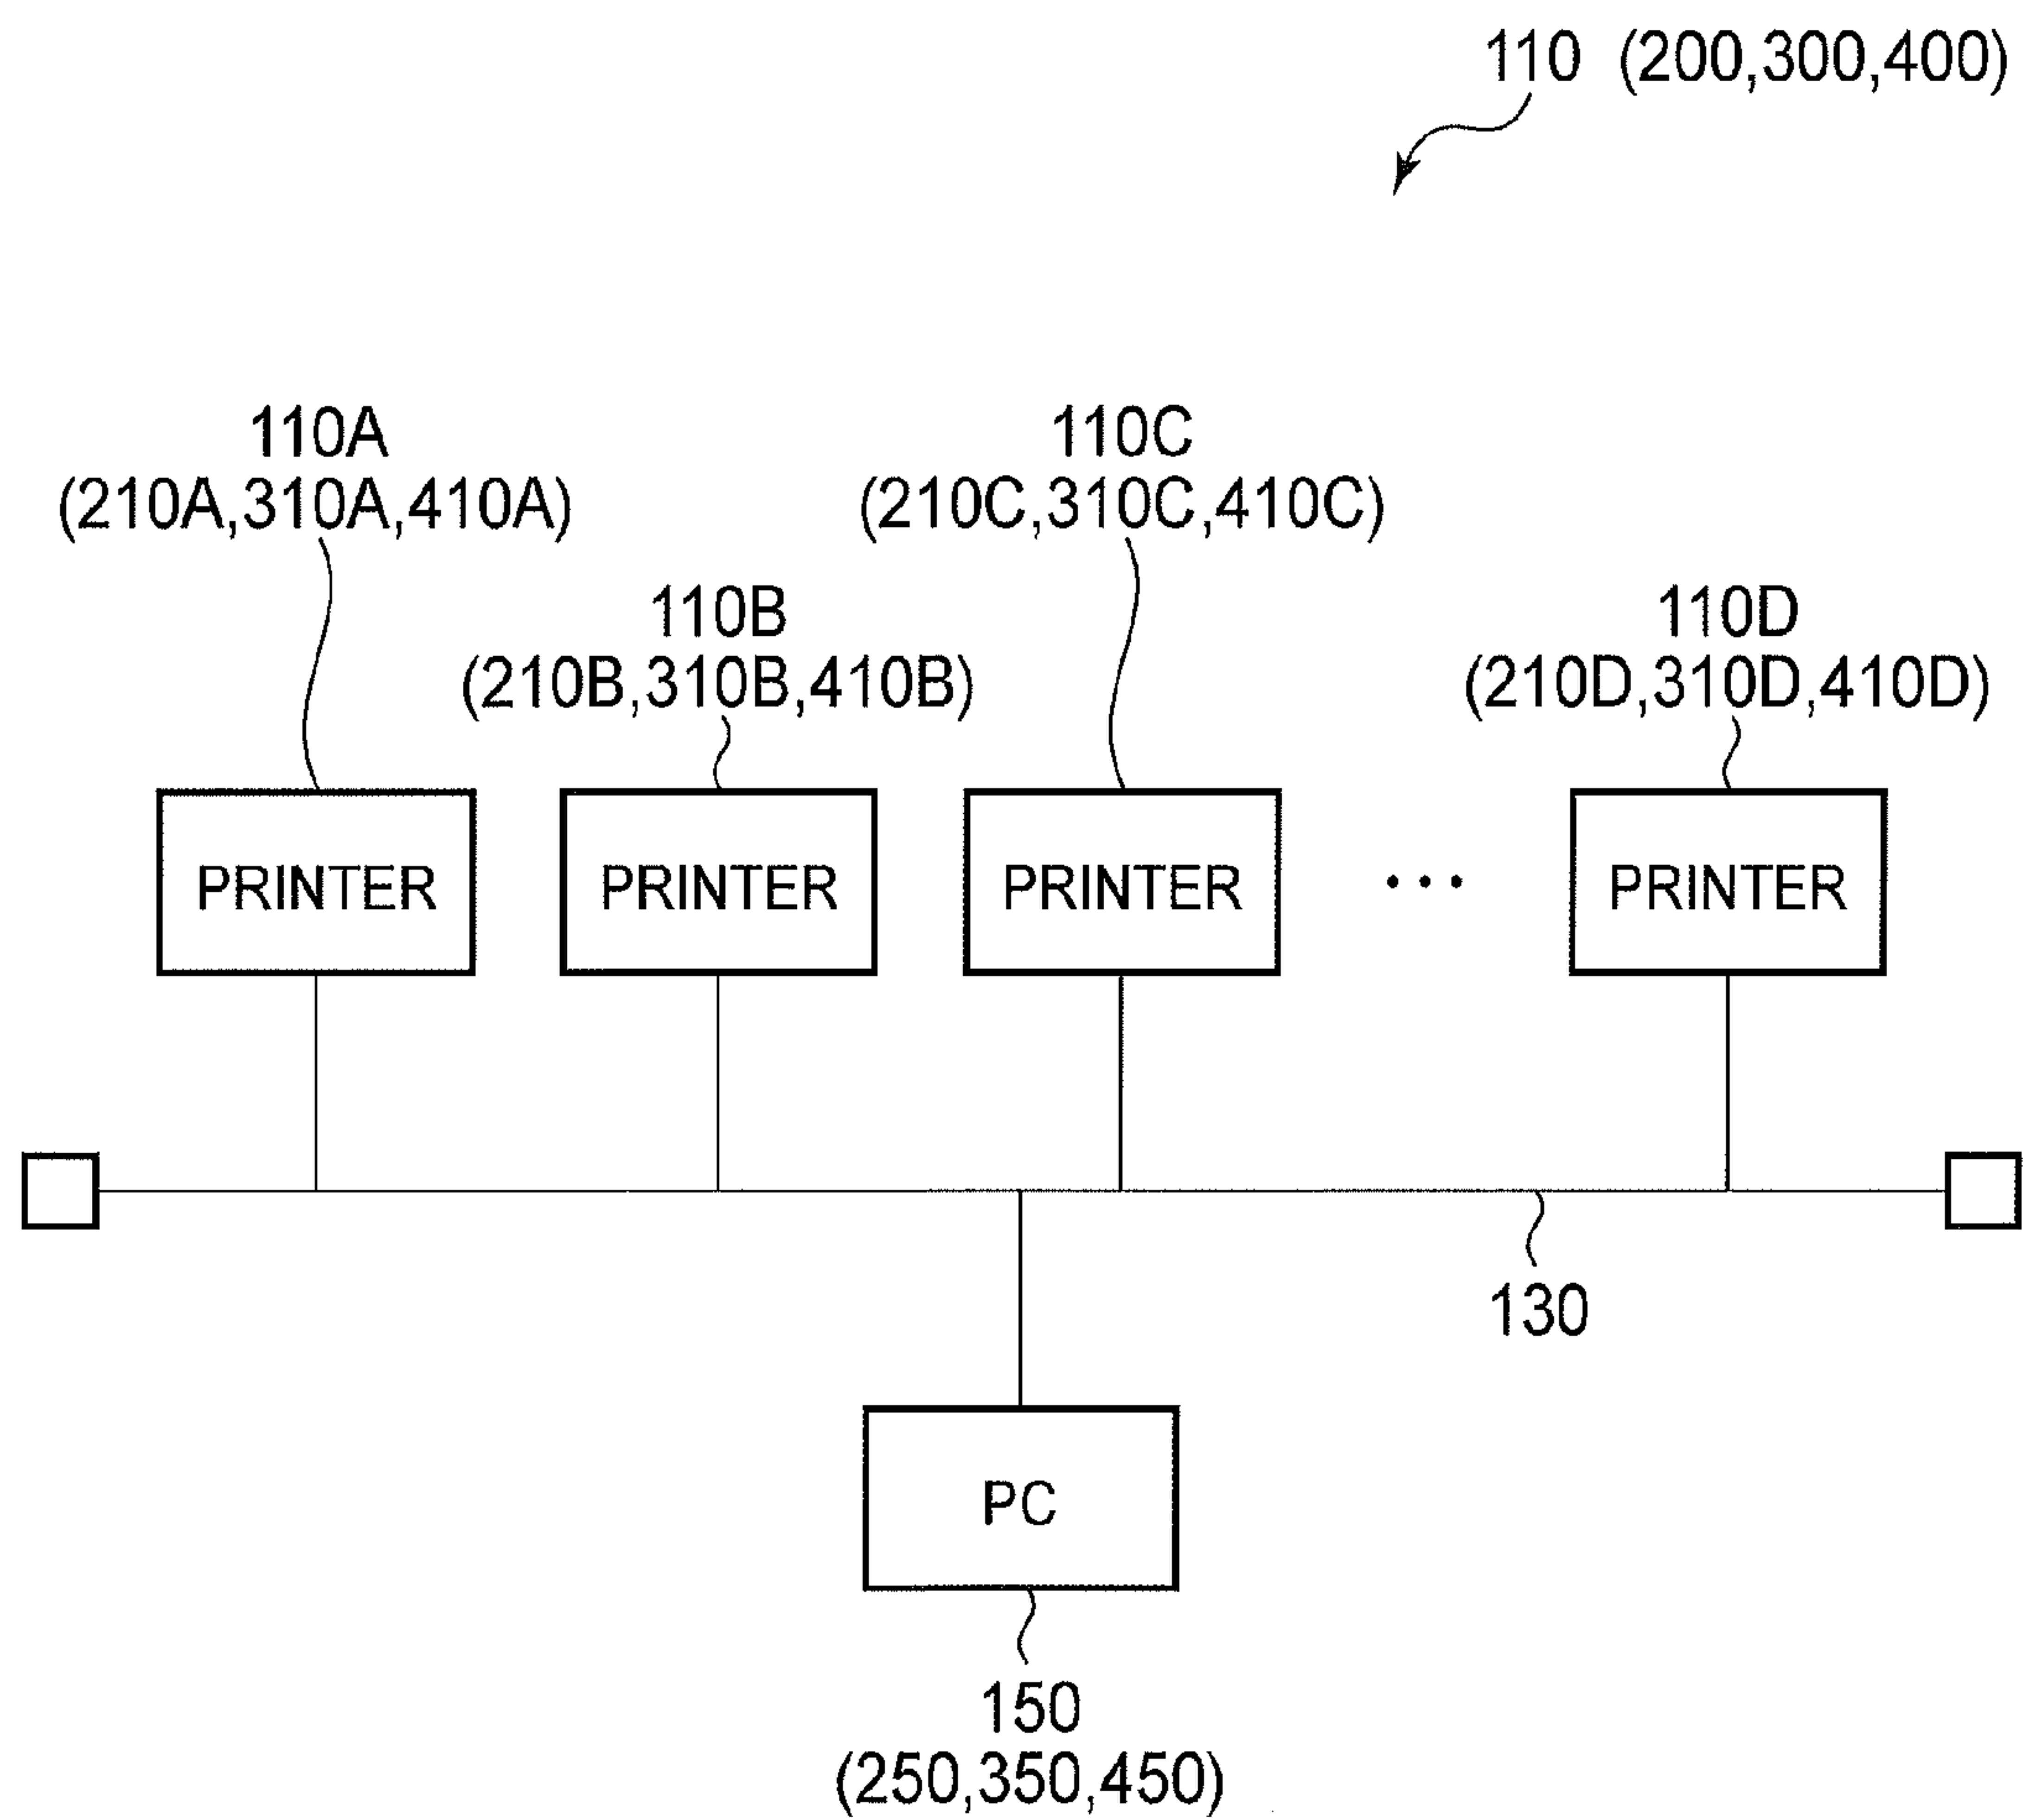 110 (200,300,400)
110A
(210A,310A,410A)
110C
(210C,310C,410C)
110B
(210B,310B,410B)
110D
(210D,310D,410D)
PRINTER
PRINTER
PRINTER
...
PRINTER
130
PC
150
(250,350,450)